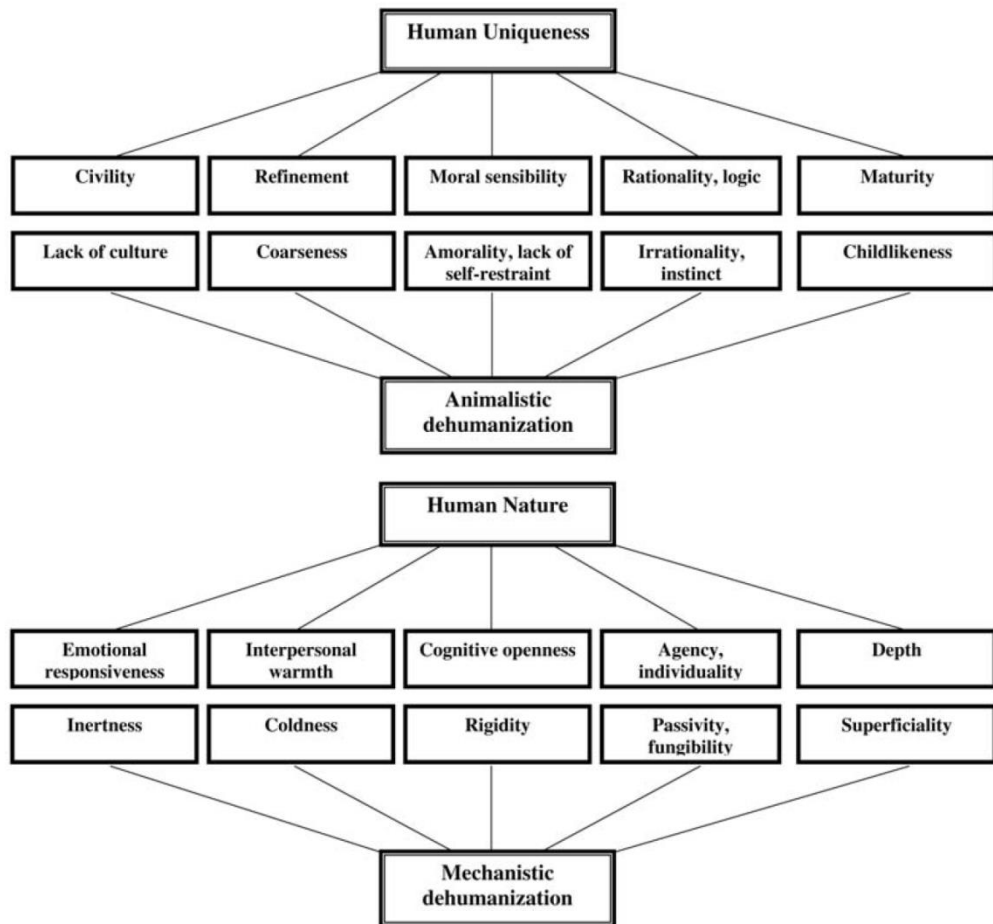 Human Uniqueness
Civility
Refinement
Moral sensibility
Rationality, logic
Maturity
Lack of culture
Coarseness
Amorality, lack of
self-restraint
Irrationality,
instinct
Childlikeness
Animalistic
dehumanization
Human Nature
Emotional
responsiveness
Interpersonal
warmth
Cognitive openness
Agency,
individuality
Depth
Inertness
Coldness
Rigidity
Passivity,
fungibility
Superficiality
Mechanistic
dehumanization